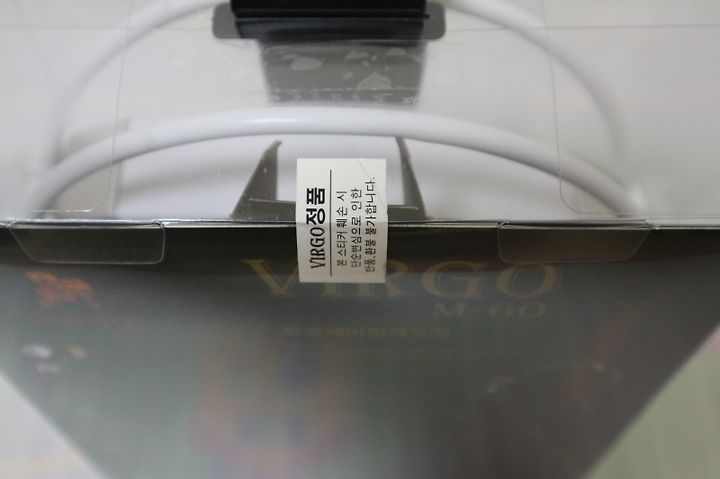 VIRGO정품
본 스티커 훼손 시
단순변심으로 인한
반품,환불 불가합니다.
VIRGO
M-60
VIRGO